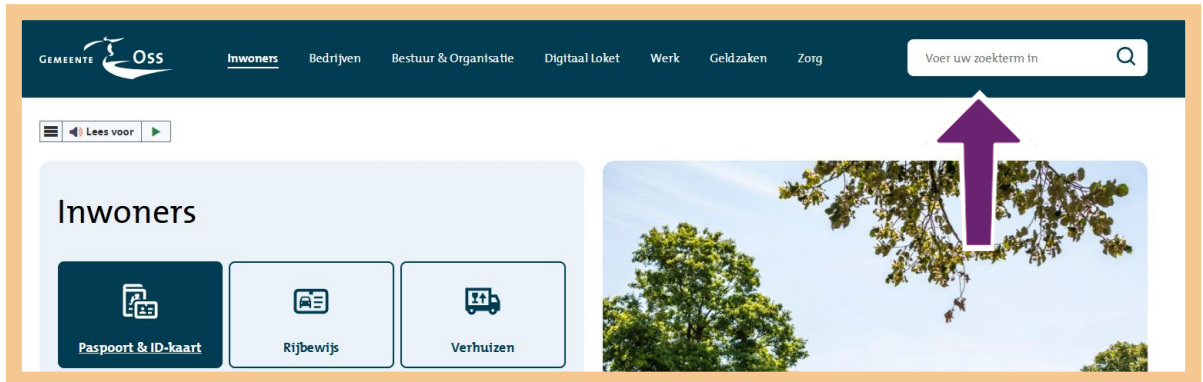 GEMEENTE OSS
Inwoners Bedrijven Bestuur & Organisatie Digitaal Loket Werk Geldzaken Zorg Voer uw zoekterm in
Lees voor
Inwoners
Paspoort & ID-kaart Rijbewijs Verhuizen